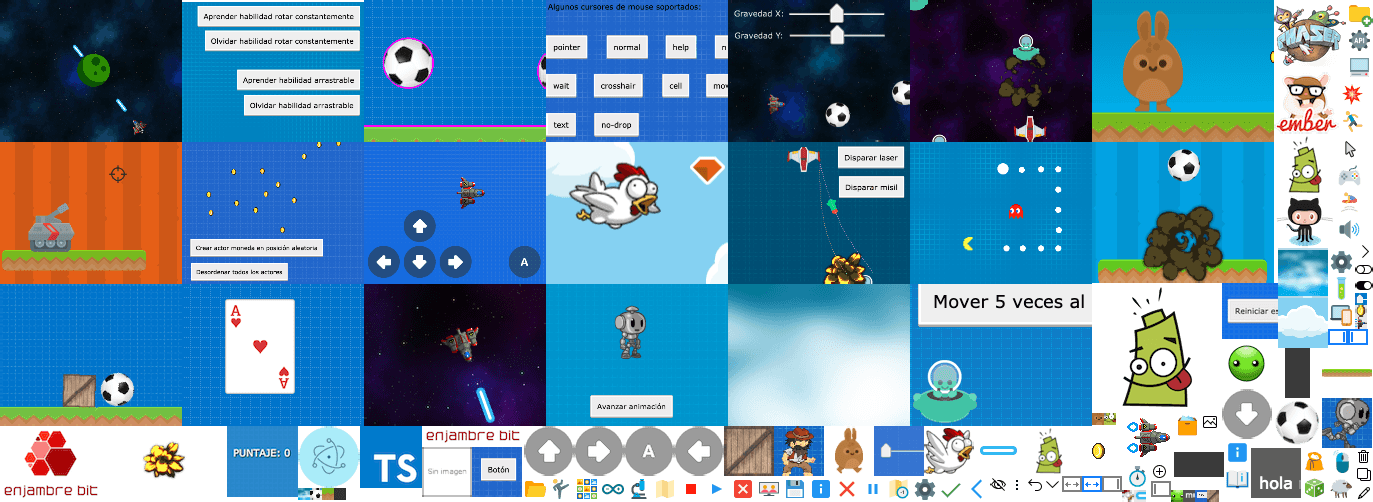 Aprender habilidad rotar constantemente
Olvidar habilidad rotar constantemente
Aprender habilidad arrastrable
Olvidar habilidad arrastrable
Algunos cursores de mouse soportados:
pointer
normal
help
n
wait
crosshair
cell
mov
text
no-drop
Gravedad X:
Gravedad Y:
PHASER
API
ember
Crear actor moneda en posición aleatoria
Desordenar todos los actores
A
Disparar laser
Disparar misil
A
A
Avanzar animación
Mover 5 veces al
Reiniciar es
enjambre bit
PUNTAJE: 0
TS
enjambre bit
Sin imagen
Botón
A
hola